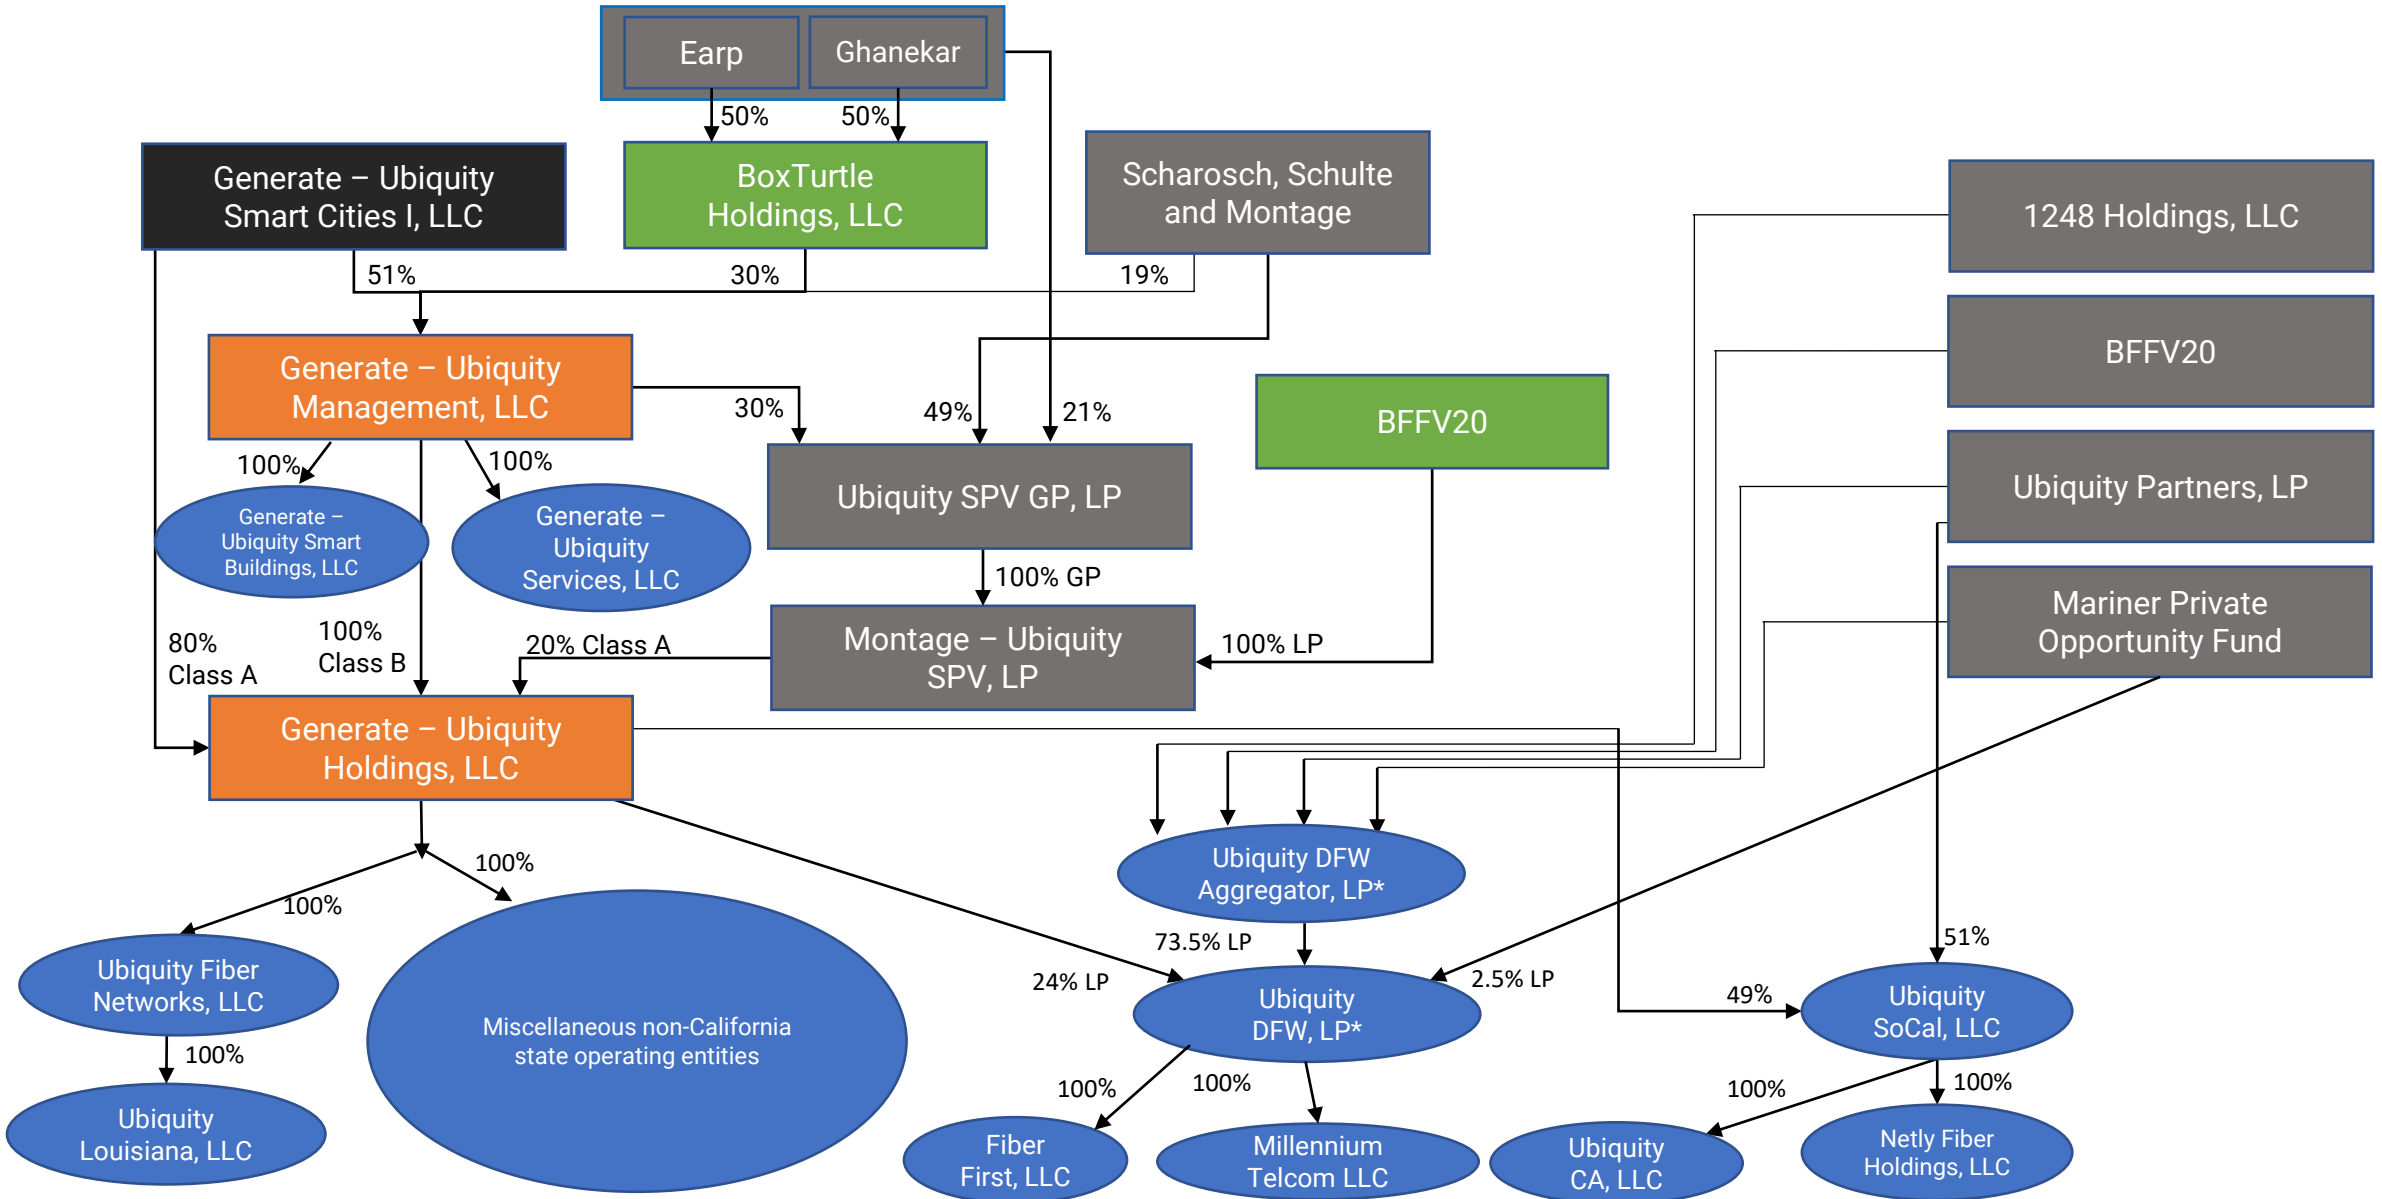 Earp
Ghanekar
50%
50%
Generate – Ubiquity
Smart Cities I, LLC
BoxTurtle
Holdings, LLC
Scharosch, Schulte
and Montage
1248 Holdings, LLC
51%
30%
19%
BFFV20
Generate – Ubiquity
Management, LLC
30%
49%
21%
BFFV20
100%
100%
Ubiquity SPV GP, LP
Ubiquity Partners, LP
Generate –
Ubiquity Smart
Buildings, LLC
Generate –
Ubiquity
Services, LLC
100% GP
Mariner Private
Opportunity Fund
80%
Class A
100%
Class B
20% Class A
Montage – Ubiquity
SPV, LP
100% LP
Generate – Ubiquity
Holdings, LLC
100%
100%
Ubiquity DFW
Aggregator, LP*
73.5% LP
51%
24% LP
2.5% LP
49%
Ubiquity Fiber
Networks, LLC
Miscellaneous non-California
state operating entities
Ubiquity
DFW, LP*
Ubiquity
SoCal, LLC
100%
100%
100%
100%
100%
Ubiquity
Louisiana, LLC
Fiber
First, LLC
Millennium
Telcom LLC
Ubiquity
CA, LLC
Netly Fiber
Holdings, LLC